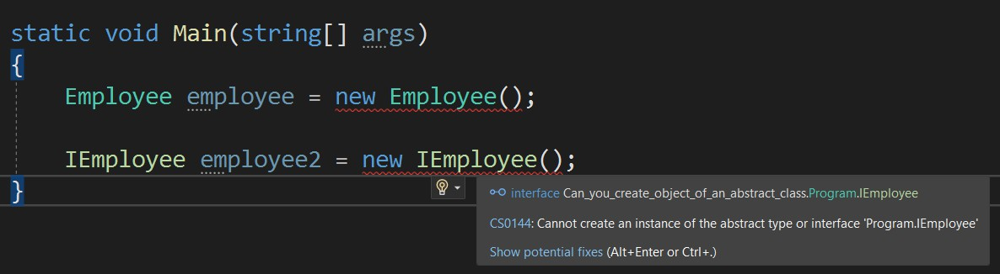 static void Main(string[] args)
{
Employee employee = new Employee();
IEmployee employee2 = new IEmployee();
}
interface Can_you_create_object_of_an_abstract_class.Program.IEmployee
CS0144: Cannot create an instance of the abstract type or interface 'Program.IEmployee'
Show potential fixes (Alt+Enter or Ctrl+.)